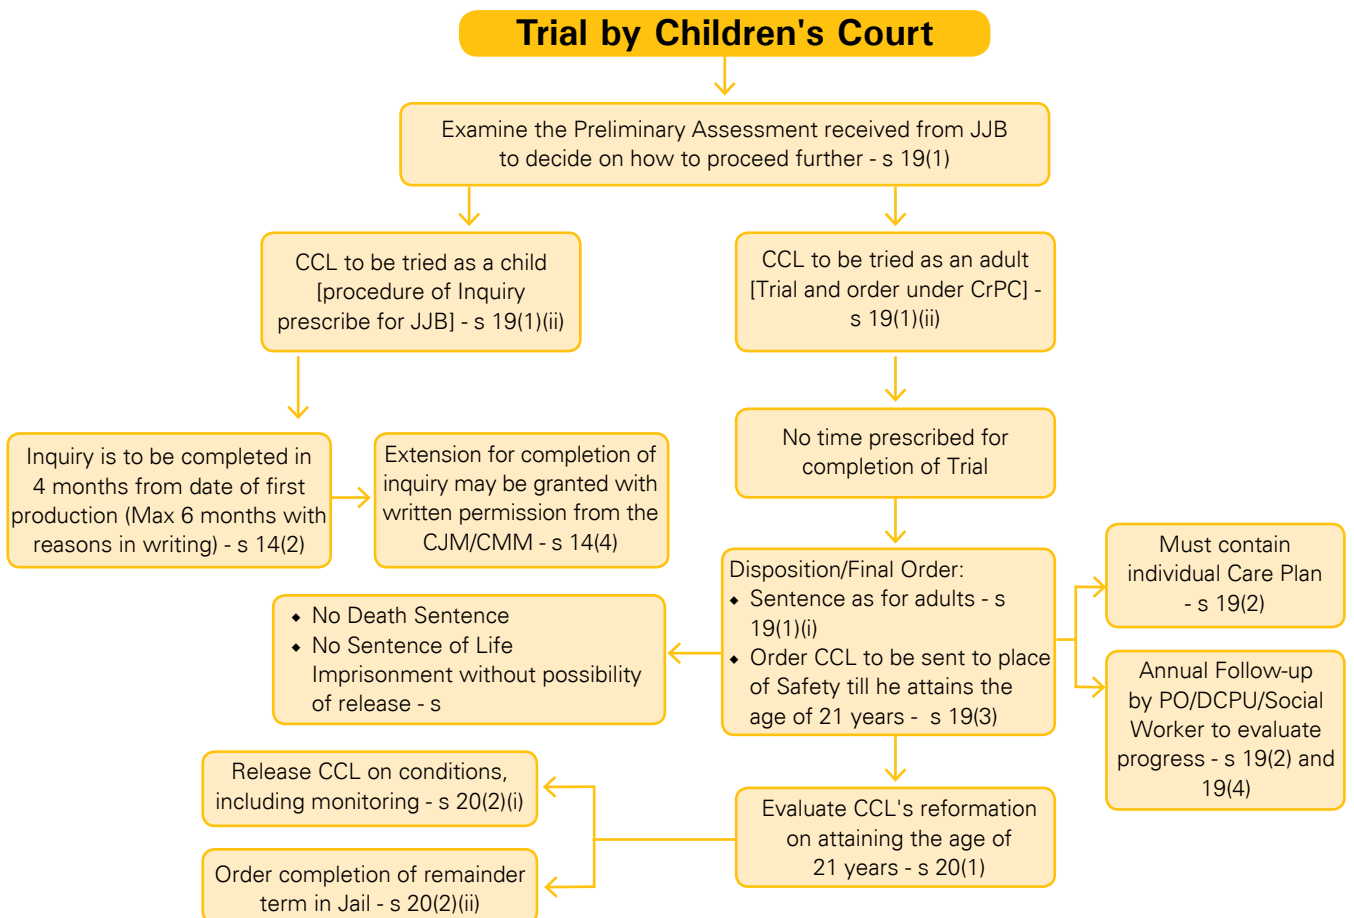 Trial by Children's Court
Examine the Preliminary Assessment received from JJB
to decide on how to proceed further - s 19(1)
CCL to be tried as a child
[procedure of Inquiry
prescribe for JJB] - s 19(1)(ii)
CCL to be tried as an adult
[Trial and order under CrPC] -
s 19(1)(ii)
Inquiry is to be completed in
4 months from date of first
production (Max 6 months with
reasons in writing) - s 14(2)
Extension for completion of
inquiry may be granted with
written permission from the
CJM/CMM - s 14(4)
No time prescribed for
completion of Trial
Disposition/Final Order:
◆ Sentence as for adults - s
19(1)(i)
◆ Order CCL to be sent to place
of Safety till he attains the
age of 21 years - s 19(3)
Must contain
individual Care Plan
- s 19(2)
Annual Follow-up
by PO/DCPU/Social
Worker to evaluate
progress - s 19(2) and
19(4)
◆ No Death Sentence
◆ No Sentence of Life
Imprisonment without possibility
of release - s
Evaluate CCL's reformation
on attaining the age of
21 years - s 20(1)
Release CCL on conditions,
including monitoring - s 20(2)(i)
Order completion of remainder
term in Jail - s 20(2)(ii)